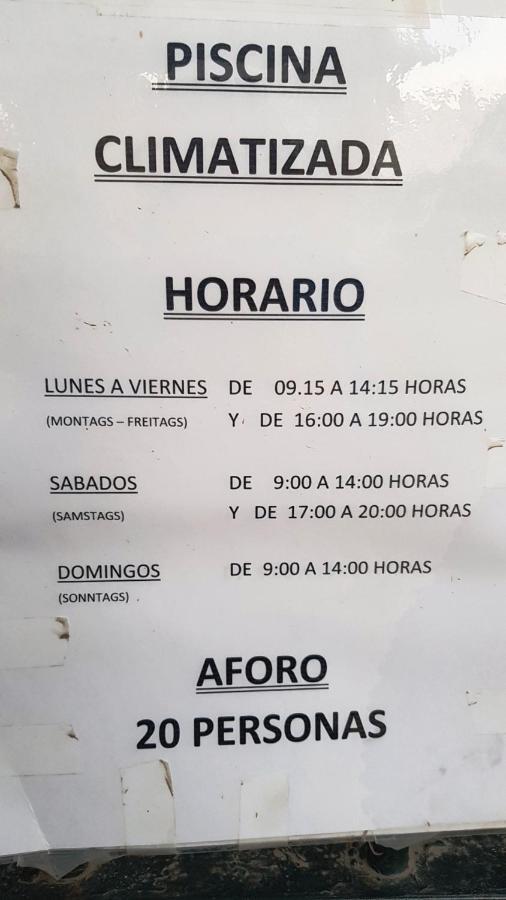 PISCINA
CLIMATIZADA
HORARIO
LUNES A VIERNES DE 09.15 A 14:15 HORAS
(MONTAGS – FREITAGS) Y DE 16:00 A 19:00 HORAS
SABADOS DE 9:00 A 14:00 HORAS
(SAMSTAGS) Y DE 17:00 A 20:00 HORAS
DOMINGOS DE 9:00 A 14:00 HORAS
(SONNTAGS)
AFORO
20 PERSONAS